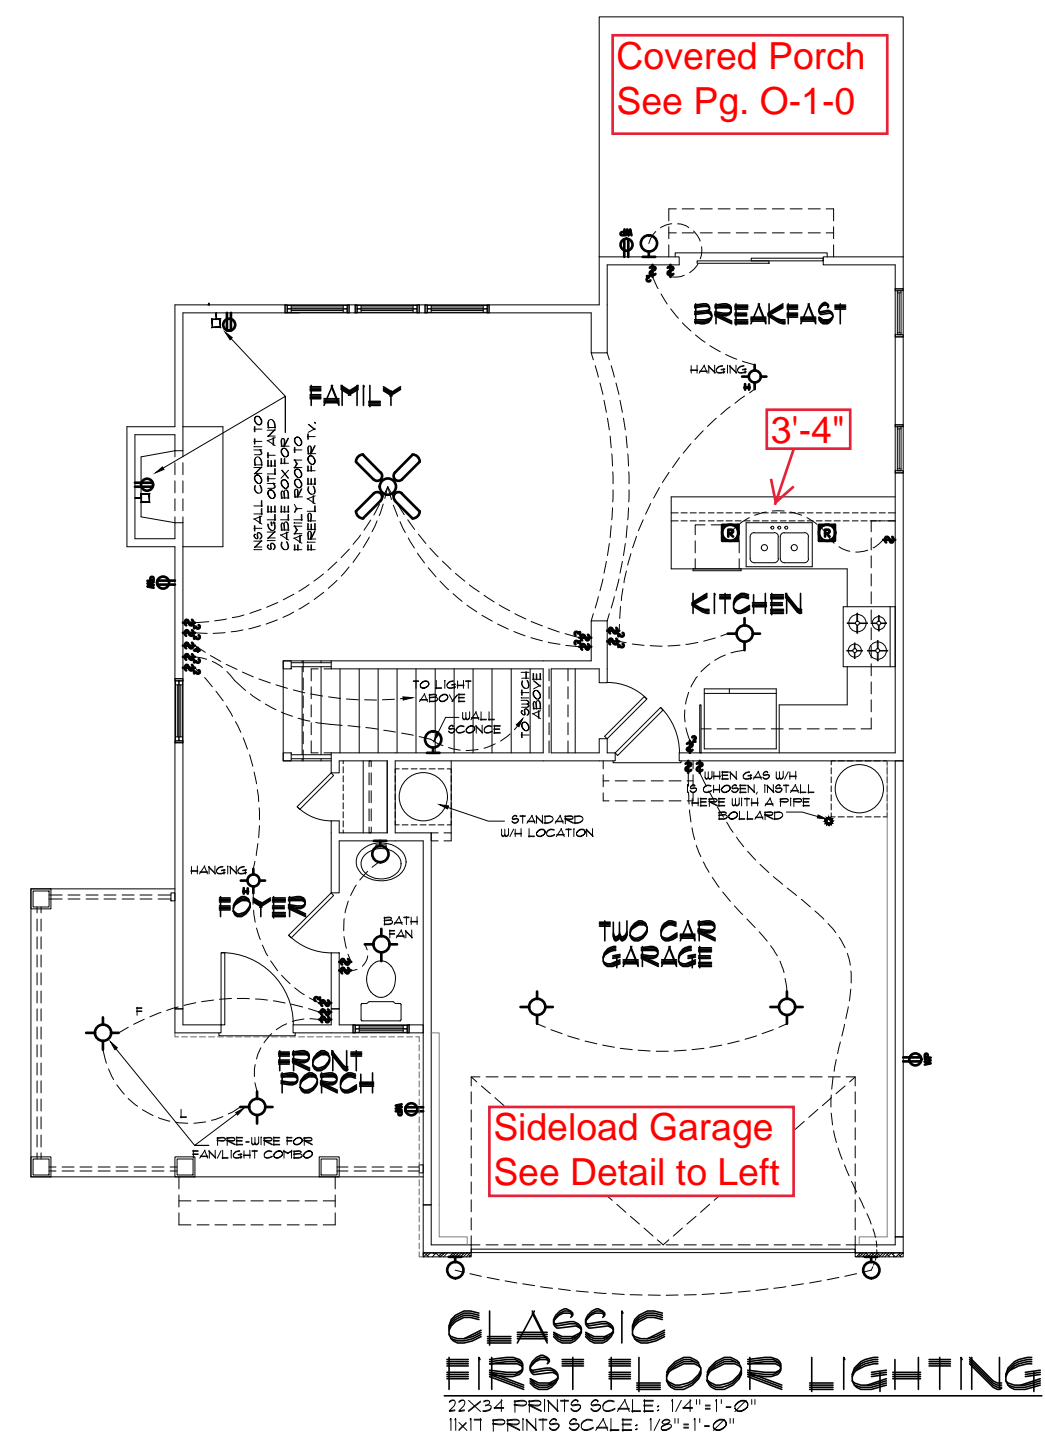 Covered Porch
See Pg. O-1-0
WP
BREAKFAST
HANGING
H
FAMILY
3'-4"
INSTALL CONDUIT TO
SINGLE OUTLET AND
CABLE BOX FOR
FAMILY ROOM TO
FIREPLACE FOR TV.
R
R
WP
KITCHEN
TO LIGHT
ABOVE
WALL
SCONCE
TO SWITCH
ABOVE
WHEN GAS W/H
IS CHOSEN, INSTALL
HERE WITH A PIPE
BOLLARD
STANDARD
W/H LOCATION
HANGING
H
FOYER
BATH
FAN
TWO CAR
GARAGE
F
FRONT
PORCH
WP
L
WP
PRE-WIRE FOR
FAN/LIGHT COMBO
Sideload Garage
See Detail to Left
CLASSIC
FIRST FLOOR LIGHTING
22X34 PRINTS SCALE: 1/4"=1'-0"
11x17 PRINTS SCALE: 1/8"=1'-0"